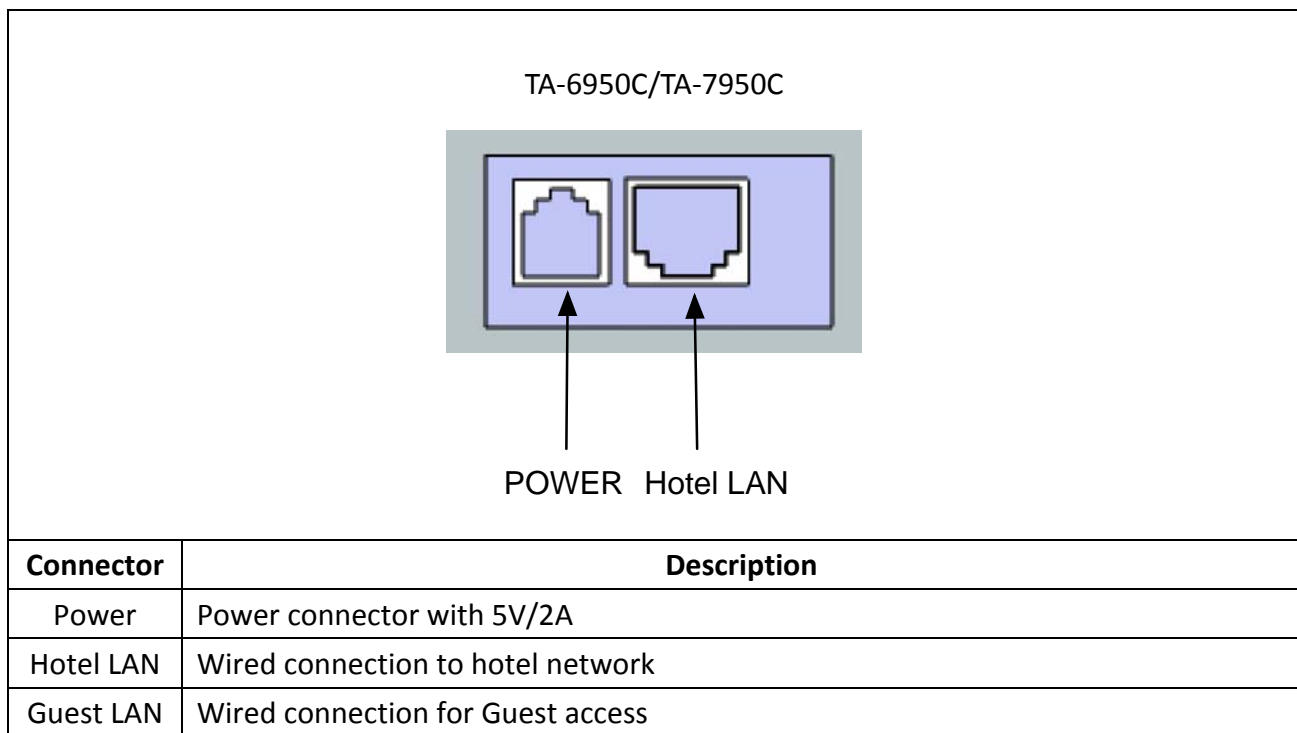 TA-6950C/TA-7950C
POWER Hotel LAN
Connector Description
Power Power connector with 5V/2A
Hotel LAN Wired connection to hotel network
Guest LAN Wired connection for Guest access